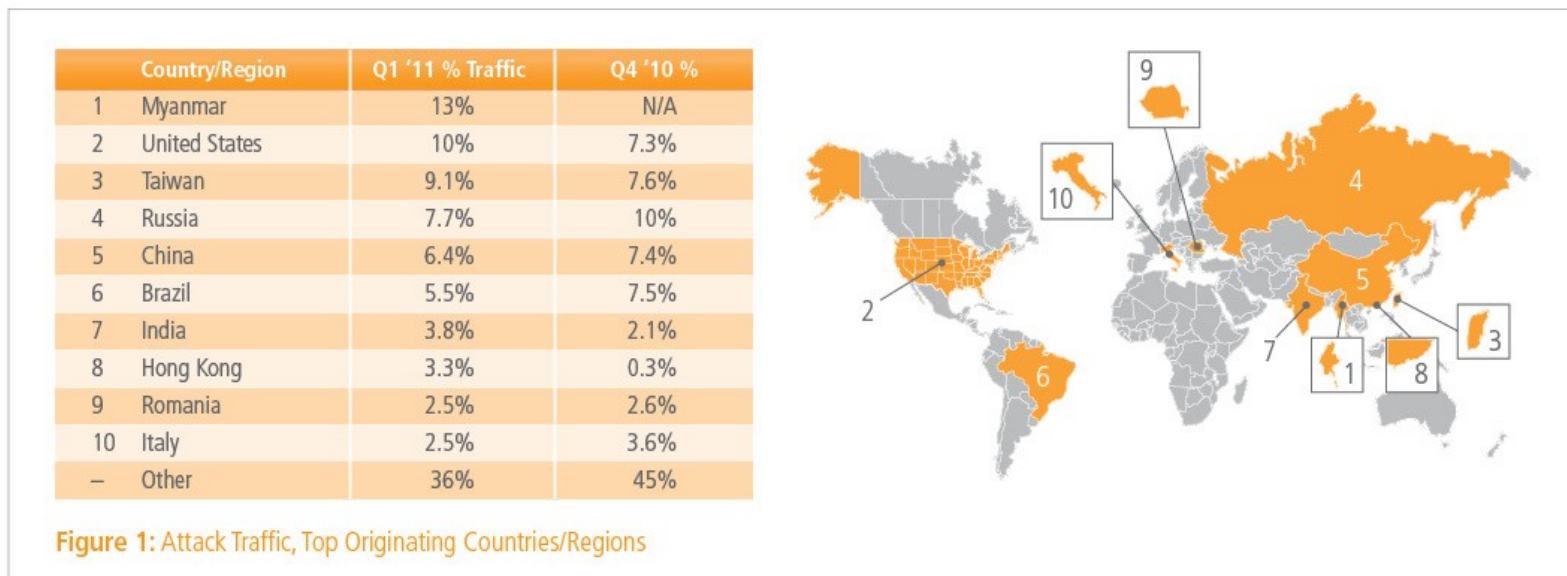 Country/Region Q1 ‘11 % Traffic Q4 ’10 %
1 Myanmar 13% N/A
2 United States 10% 7.3%
3 Taiwan 9.1% 7.6%
4 Russia 7.7% 10%
5 China 6.4% 7.4%
6 Brazil 5.5% 7.5%
7 India 3.8% 2.1%
8 Hong Kong 3.3% 0.3%
9 Romania 2.5% 2.6%
10 Italy 2.5% 3.6%
– Other 36% 45%
Figure 1: Attack Traffic, Top Originating Countries/Regions
9
10
4
2
5
7
1
8
3
6